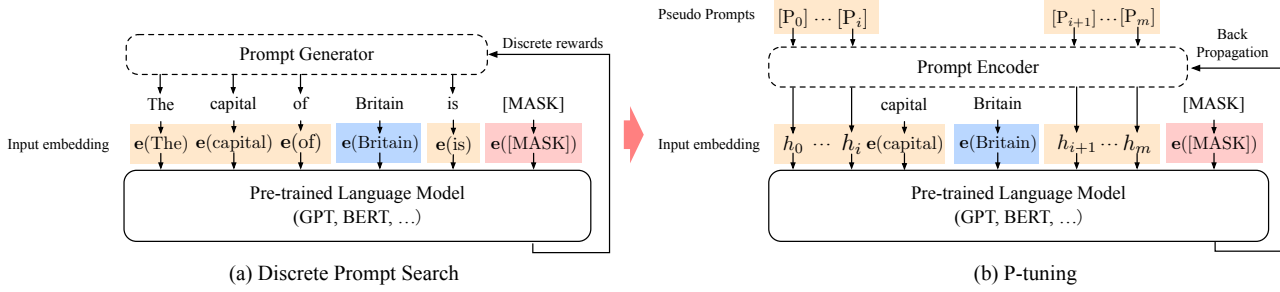 Prompt Generator
Discrete rewards
The capital of Britain is [MASK]
Input embedding e(The) e(capital) e(of) e(Britain) e(is) e([MASK])
Pre-trained Language Model
(GPT, BERT, …)
(a) Discrete Prompt Search
Pseudo Prompts [P₀] ⋯ [Pᵢ] [Pᵢ₊₁] ⋯ [Pₘ]
Back
Propagation
Prompt Encoder
capital Britain [MASK]
Input embedding h₀ ⋯ hᵢ e(capital) e(Britain) hᵢ₊₁ ⋯ hₘ e([MASK])
Pre-trained Language Model
(GPT, BERT, …)
(b) P-tuning